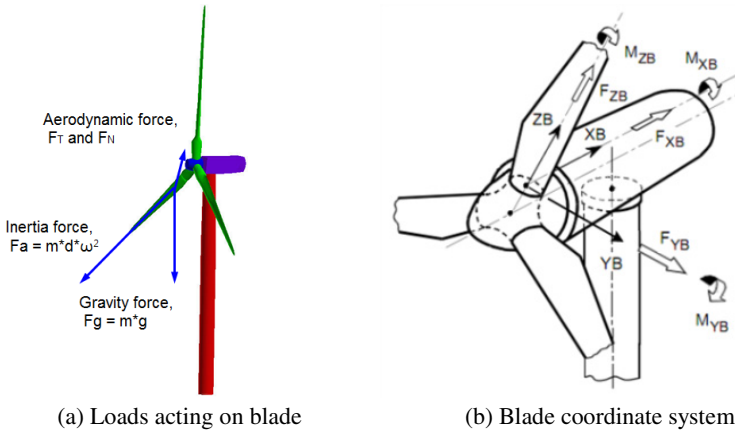 Aerodynamic force,
FT and FN
Inertia force,
Fa = m*d*ω²
Gravity force,
Fg = m*g
(a) Loads acting on blade
MZB
MXB
FZB
ZB
XB
FXB
FYB
YB
MYB
(b) Blade coordinate system